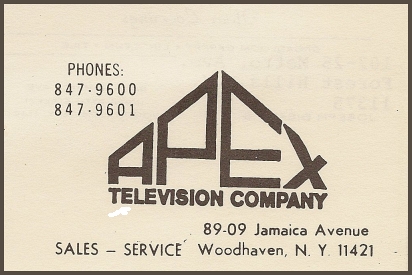 PHONES:
847-9600
847-9601
APEX
TELEVISION COMPANY
89-09 Jamaica Avenue
SALES – SERVICE Woodhaven, N. Y. 11421